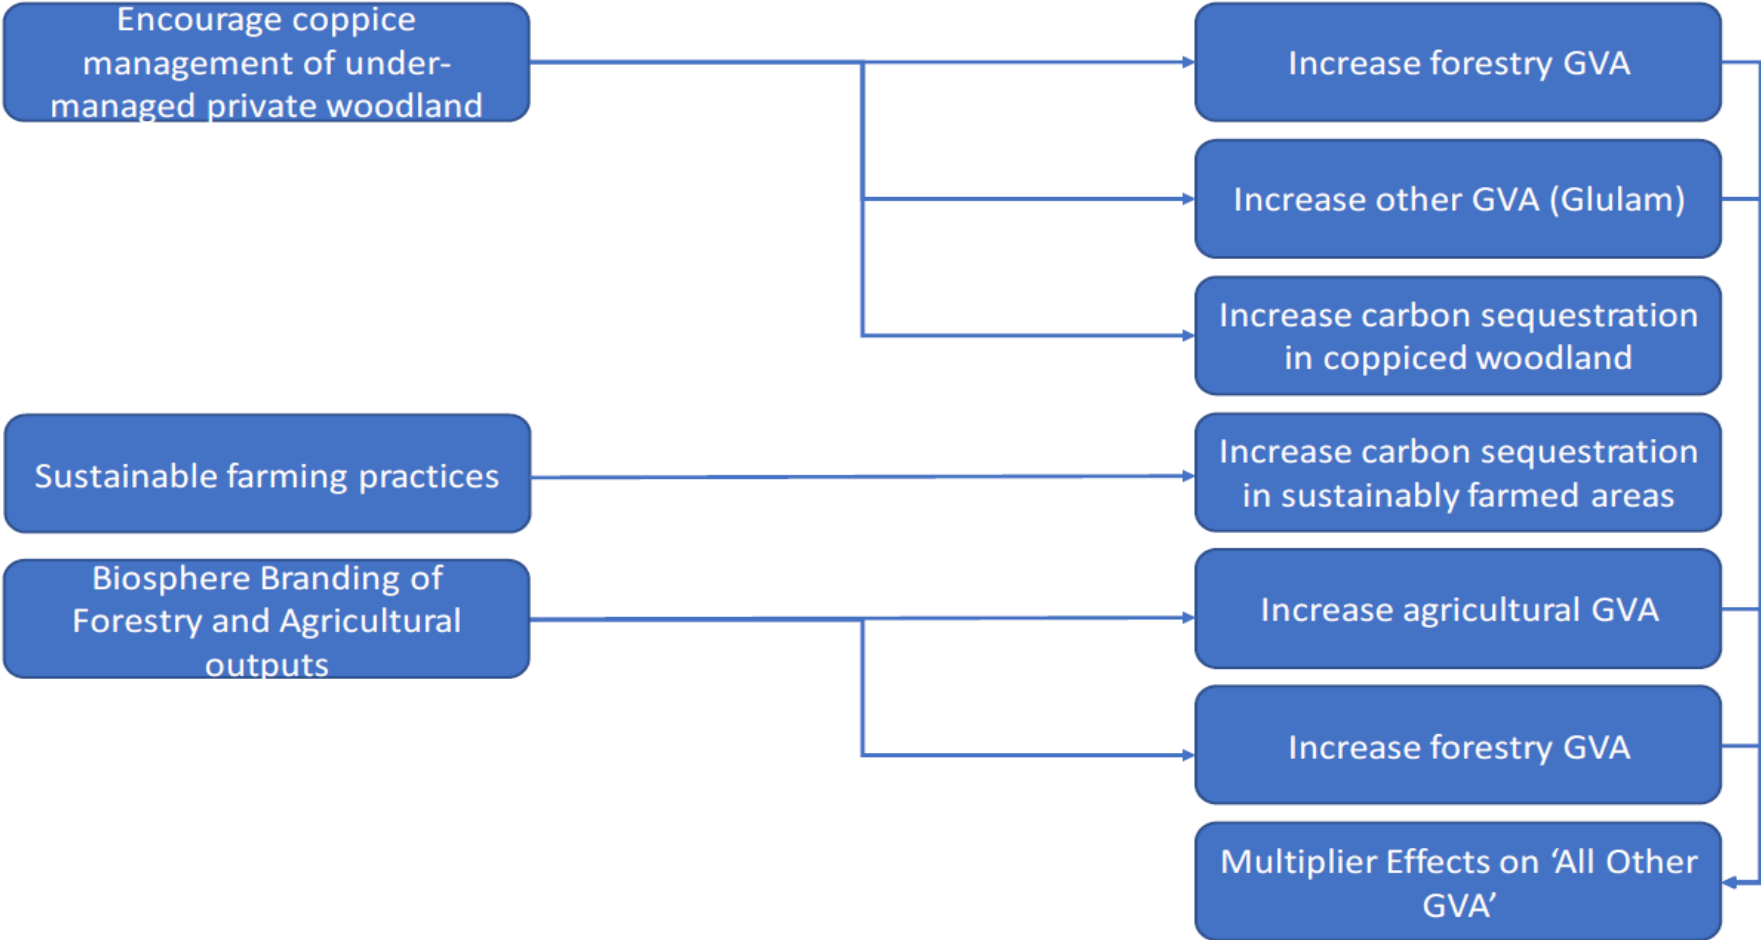 Encourage coppice
management of under-
managed private woodland
Increase forestry GVA
Increase other GVA (Glulam)
Increase carbon sequestration
in coppiced woodland
Sustainable farming practices
Increase carbon sequestration
in sustainably farmed areas
Biosphere Branding of
Forestry and Agricultural
outputs
Increase agricultural GVA
Increase forestry GVA
Multiplier Effects on ‘All Other
GVA’